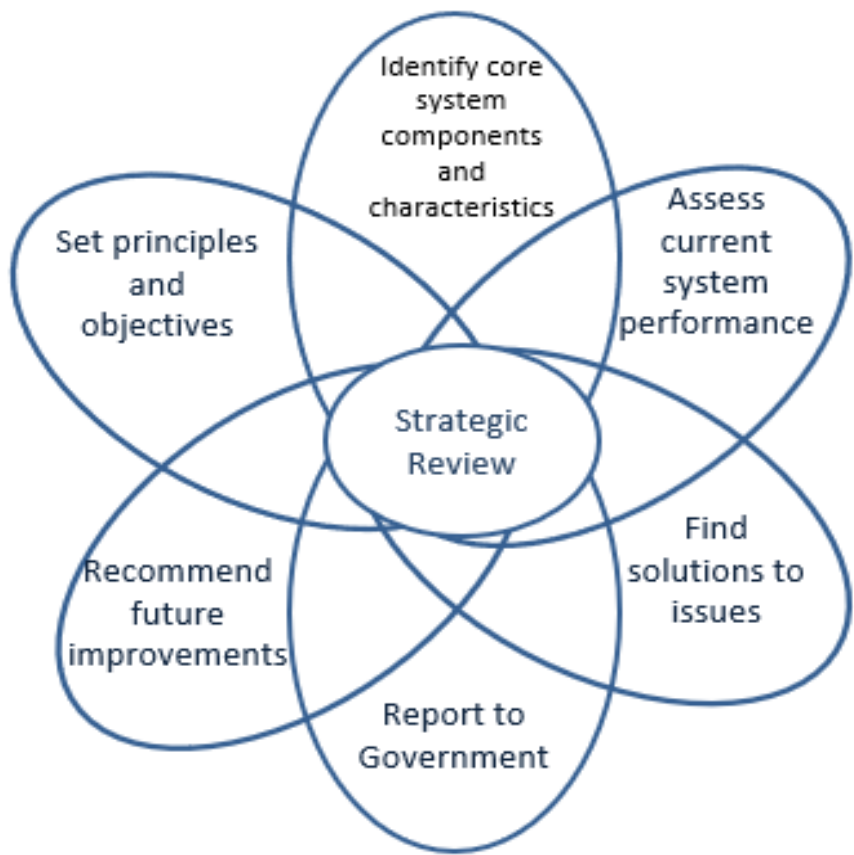 Identify core
system
components
and
characteristics
Assess
current
system
performance
Set principles
and
objectives
Strategic
Review
Find
solutions to
issues
Recommend
future
improvements
Report to
Government